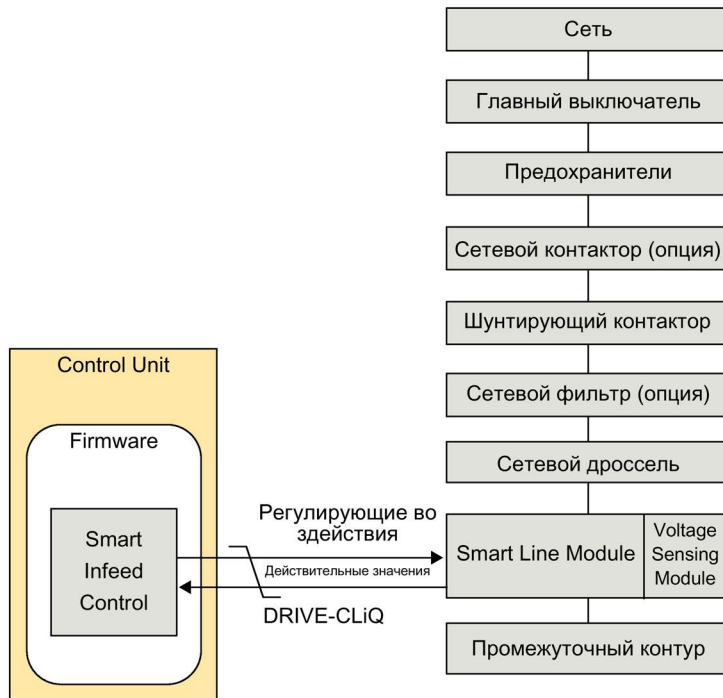 Сеть
Главный выключатель
Предохранители
Сетевой контактор (опция)
Шунтирующий контактор
Control Unit
Сетевой фильтр (опция)
Firmware
Сетевой дроссель
Smart
Infeed
Control
Регулирующие во
здействия
Действительные значения
DRIVE-CLiQ
Smart Line Module
Voltage
Sensing
Module
Промежуточный контур